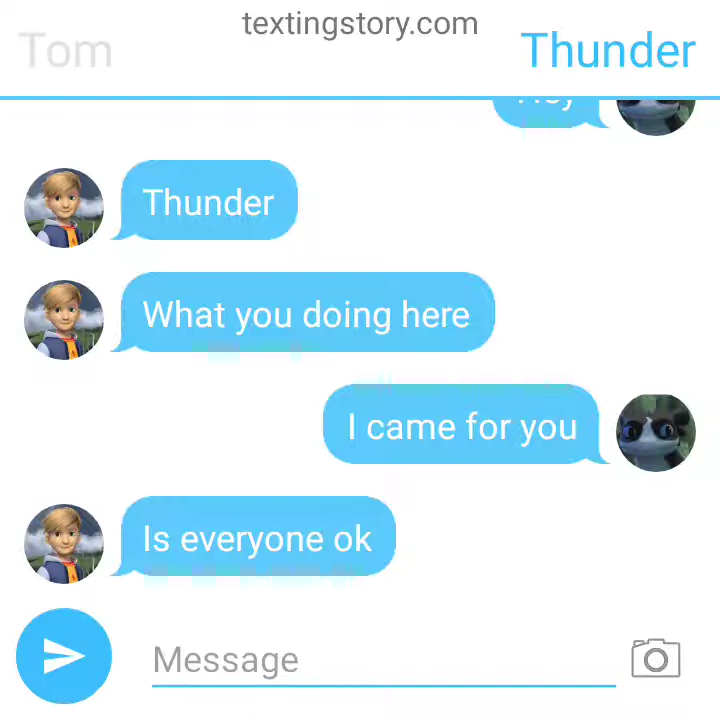 textingstory.com
Tom
Thunder
Thunder
What you doing here
I came for you
Is everyone ok
Message